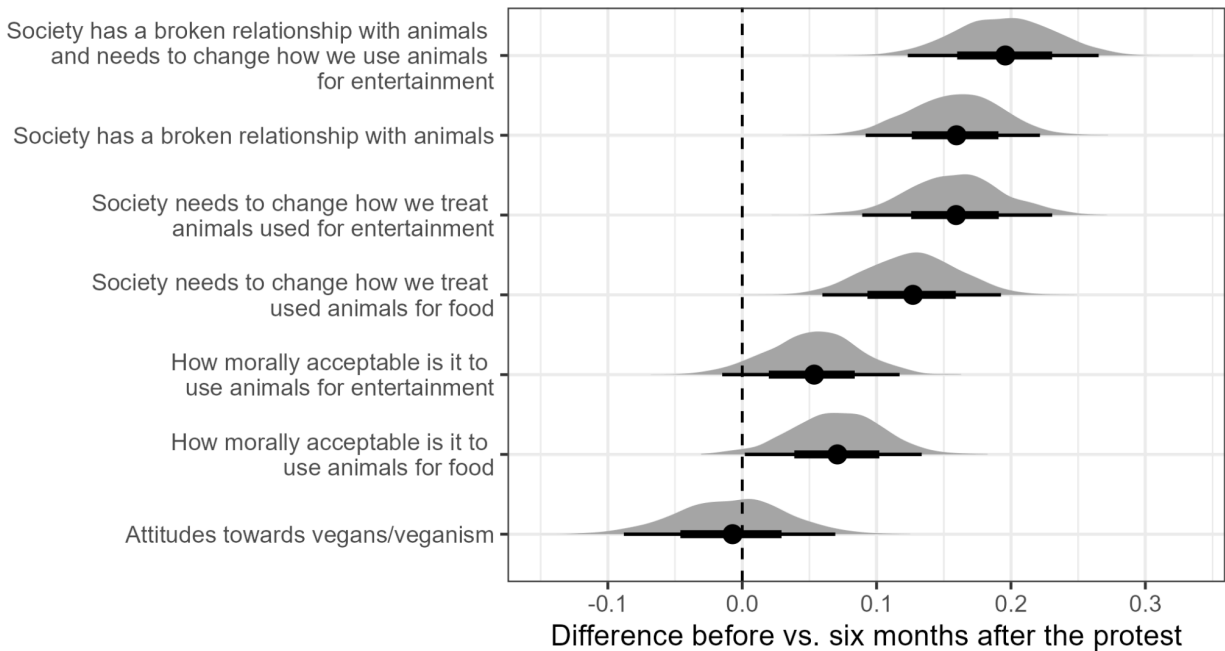 Society has a broken relationship with animals
and needs to change how we use animals
for entertainment
Society has a broken relationship with animals
Society needs to change how we treat
animals used for entertainment
Society needs to change how we treat
used animals for food
How morally acceptable is it to
use animals for entertainment
How morally acceptable is it to
use animals for food
Attitudes towards vegans/veganism
-0.1 0.0 0.1 0.2 0.3
Difference before vs. six months after the protest